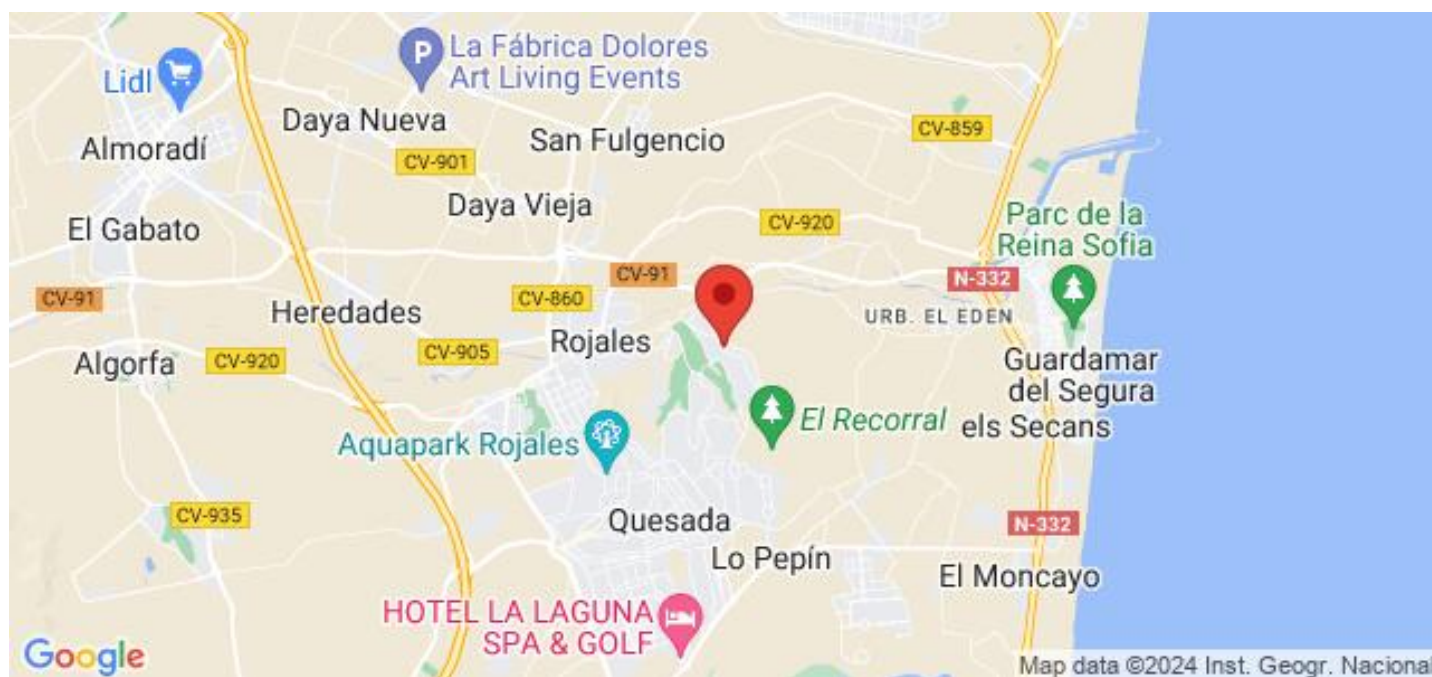 La Fábrica Dolores
Art Living Events
P
Lidl
Daya Nueva
San Fulgencio
CV-859
Almoradí
CV-901
Daya Vieja
Parc de la
Reina Sofia
El Gabato
CV-920
CV-91
N-332
CV-91
CV-860
Heredades
URB. EL EDEN
Rojales
CV-905
Algorfa
CV-920
Guardamar
del Segura
El Recorral
els Secans
Aquapark Rojales
CV-935
Quesada
N-332
Lo Pepín
El Moncayo
HOTEL LA LAGUNA
SPA & GOLF
Google
Map data ©2024 Inst. Geogr. Nacional